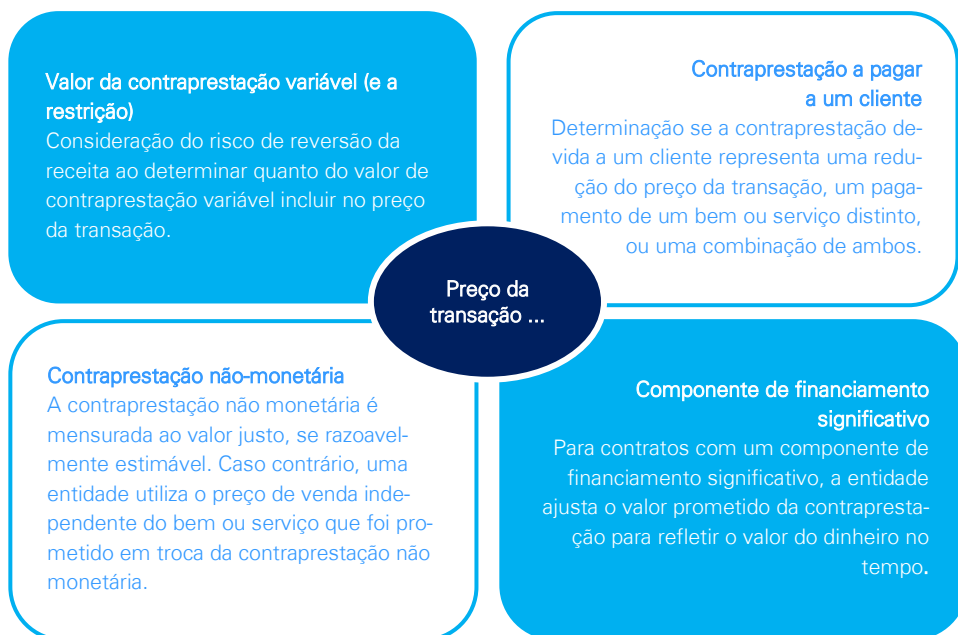 Valor da contraprestação variável (e a
restrição)
Consideração do risco de reversão da
receita ao determinar quanto do valor de
contraprestação variável incluir no preço
da transação.
Contraprestação a pagar
a um cliente
Determinação se a contraprestação de-
vida a um cliente representa uma redu-
ção do preço da transação, um paga-
mento de um bem ou serviço distinto,
ou uma combinação de ambos.
Preço da
transação ...
Contraprestação não-monetária
A contraprestação não monetária é
mensurada ao valor justo, se razoavel-
mente estimável. Caso contrário, uma
entidade utiliza o preço de venda inde-
pendente do bem ou serviço que foi pro-
metido em troca da contraprestação não
monetária.
Componente de financiamento
significativo
Para contratos com um componente de
financiamento significativo, a entidade
ajusta o valor prometido da contrapresta-
ção para refletir o valor do dinheiro no
tempo.